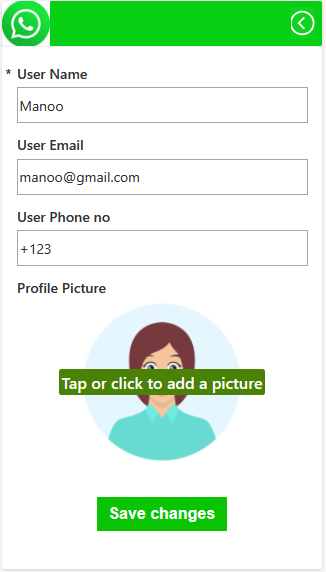 * User Name
Manoo
User Email
manoo@gmail.com
User Phone no
+123
Profile Picture
Tap or click to add a picture
Save changes